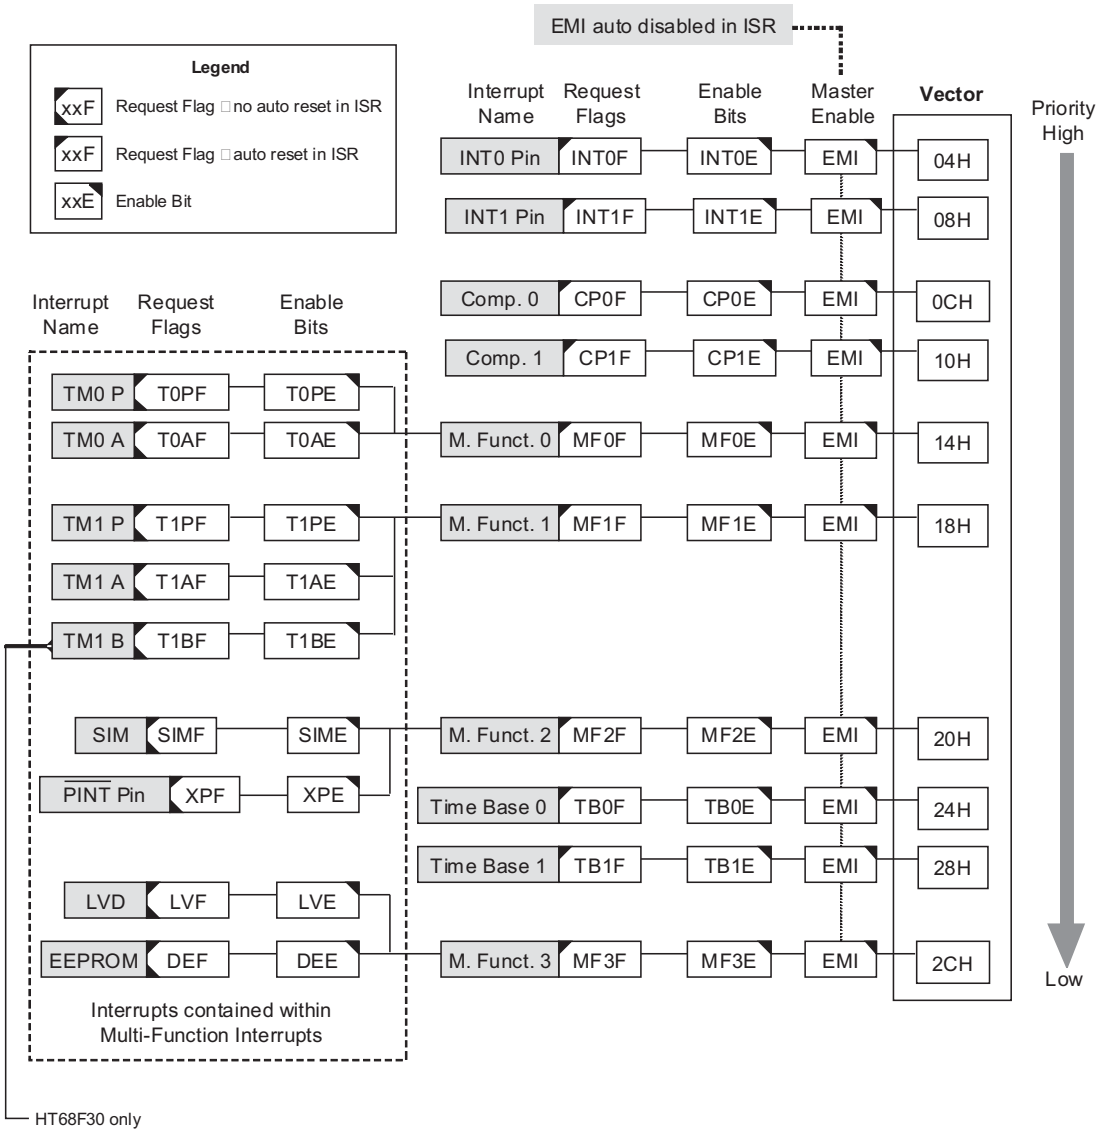 EMI auto disabled in ISR
Legend
xxF Request Flag □ no auto reset in ISR
xxF Request Flag □ auto reset in ISR
xxE Enable Bit
Interrupt Name
Request Flags
Enable Bits
Master Enable
Vector
Priority High
INT0 Pin INT0F INT0E EMI 04H
INT1 Pin INT1F INT1E EMI 08H
Comp. 0 CP0F CP0E EMI 0CH
Comp. 1 CP1F CP1E EMI 10H
Interrupt Name
Request Flags
Enable Bits
TM0 P T0PF T0PE
TM0 A T0AF T0AE M. Funct. 0 MF0F MF0E EMI 14H
TM1 P T1PF T1PE M. Funct. 1 MF1F MF1E EMI 18H
TM1 A T1AF T1AE
TM1 B T1BF T1BE
SIM SIMF SIME M. Funct. 2 MF2F MF2E EMI 20H
PINT Pin XPF XPE Time Base 0 TB0F TB0E EMI 24H
Time Base 1 TB1F TB1E EMI 28H
LVD LVF LVE
EEPROM DEF DEE M. Funct. 3 MF3F MF3E EMI 2CH
Low
Interrupts contained within
Multi-Function Interrupts
HT68F30 only